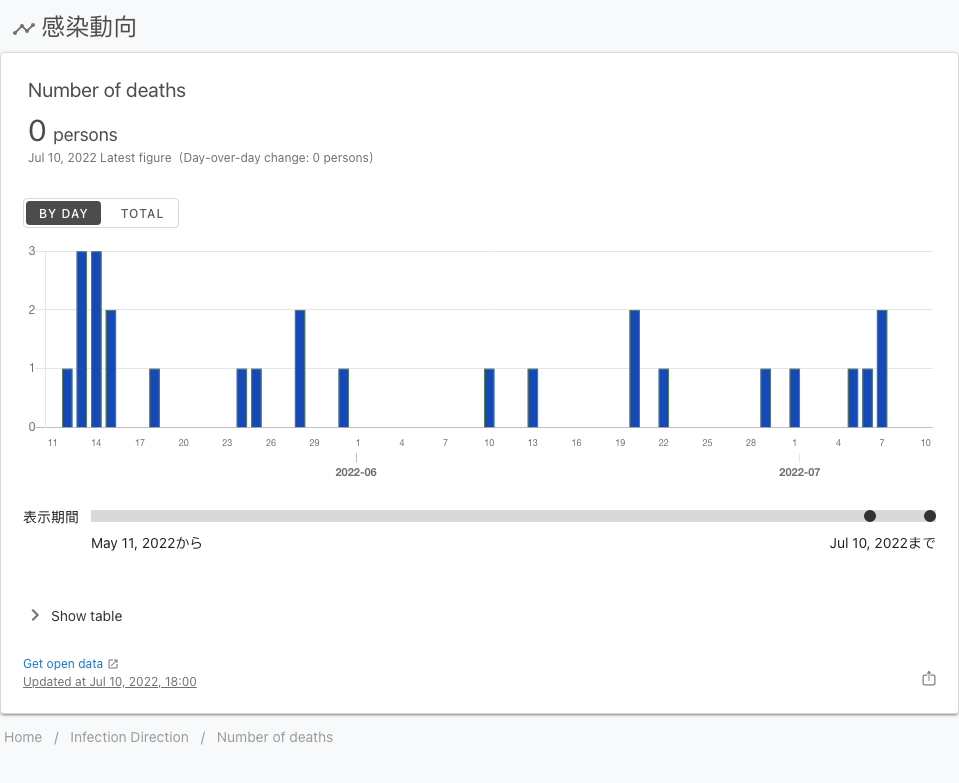 感染動向
Number of deaths
0 persons
Jul 10, 2022 Latest figure (Day-over-day change: 0 persons)
BY DAY TOTAL
3
2
1
0
11 14 17 20 23 26 29 1 4 7 10 13 16 19 22 25 28 1 4 7 10
2022-06 2022-07
表示期間
May 11, 2022から Jul 10, 2022まで
Show table
Get open data
Updated at Jul 10, 2022, 18:00
Home / Infection Direction / Number of deaths